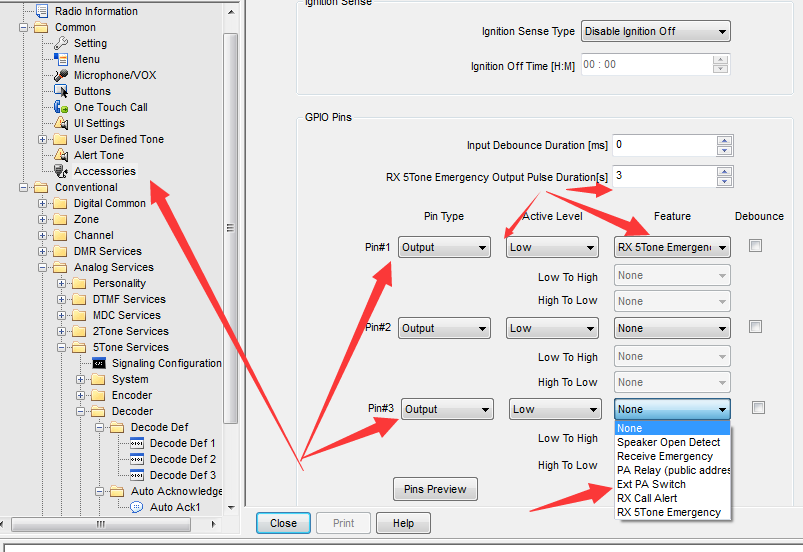 Radio Information
Common
Setting
Menu
Microphone/VOX
Buttons
One Touch Call
UI Settings
User Defined Tone
Alert Tone
Accessories
Conventional
Digital Common
Zone
Channel
DMR Services
Analog Services
Personality
DTMF Services
MDC Services
2Tone Services
5Tone Services
Signaling Configuration
System
Encoder
Decoder
Decode Def
Decode Def 1
Decode Def 2
Decode Def 3
Auto Acknowledge
Auto Ack1
Ignition Sense
Ignition Sense Type Disable Ignition Off
Ignition Off Time [H:M] 00 : 00
GPIO Pins
Input Debounce Duration [ms] 0
RX 5Tone Emergency Output Pulse Duration[s] 3
Pin Type Active Level Feature Debounce
Pin#1 Output Low RX 5Tone Emergenc
Low To High None
High To Low None
Pin#2 Output Low None
Low To High None
High To Low None
Pin#3 Output Low None
Low To High
High To Low
None
Speaker Open Detect
Receive Emergency
PA Relay (public addres
Ext PA Switch
RX Call Alert
RX 5Tone Emergency
Pins Preview
Close Print Help